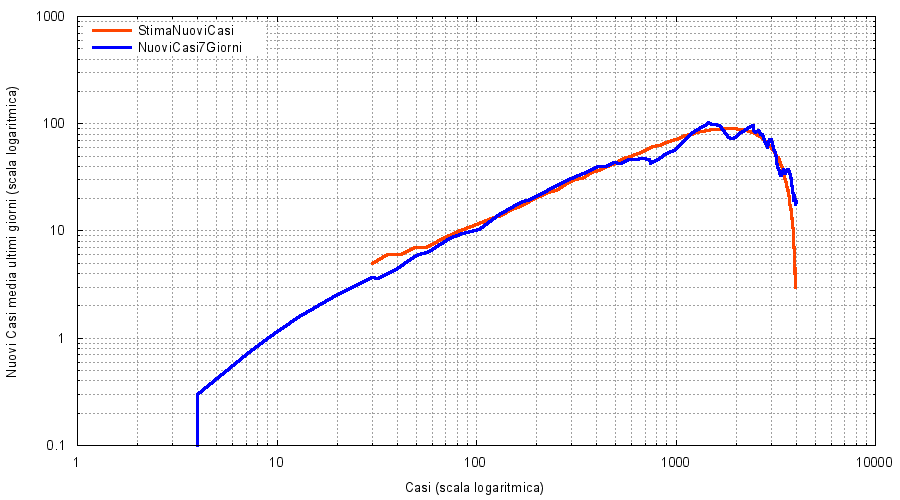 1000
StimaNuoviCasi
NuoviCasi7Giorni
100
10
1
0.1
1
10
100
1000
10000
Nuovi Casi media ultimi giorni (scala logaritmica)
Casi (scala logaritmica)